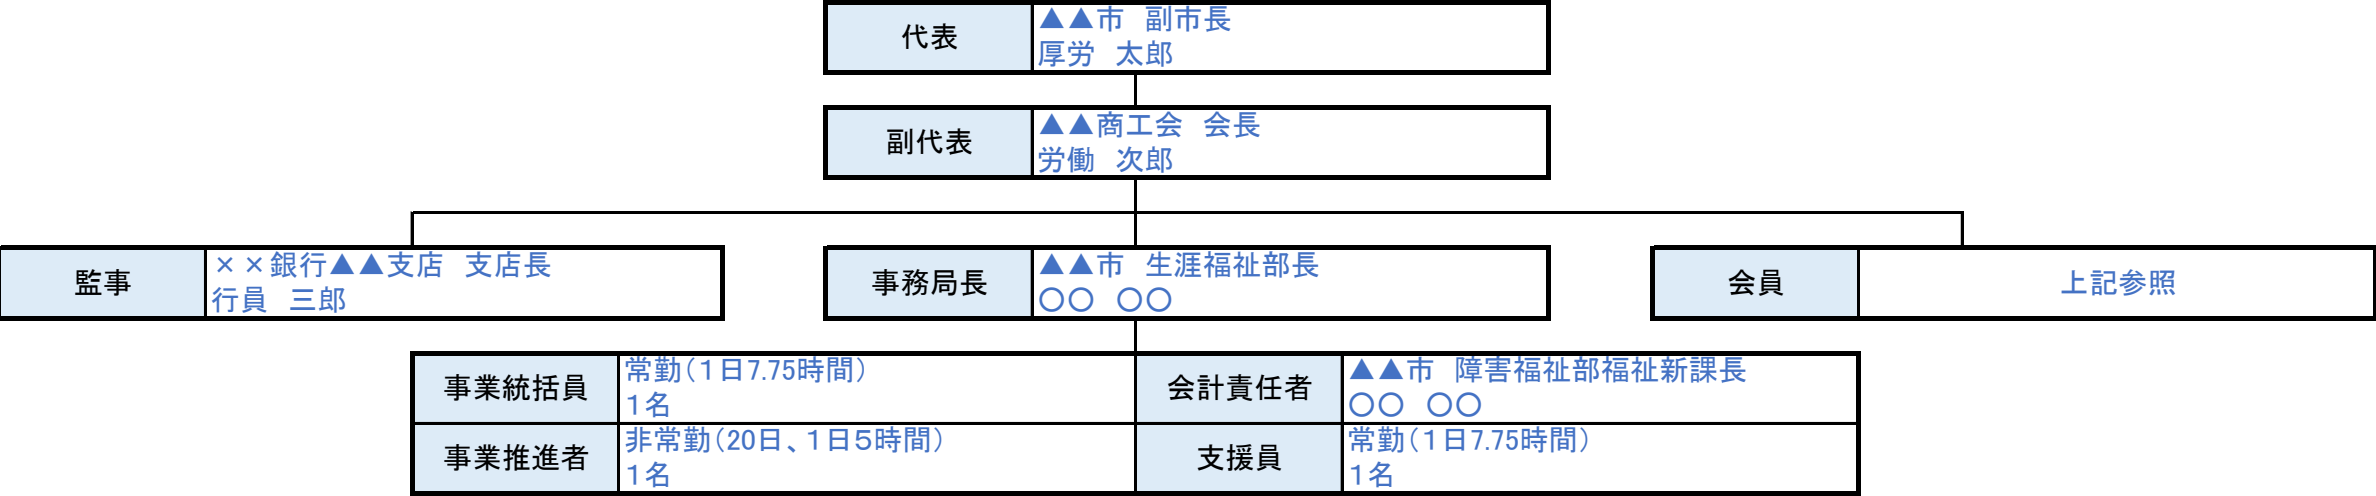 代表
▲▲市　副市長
厚労　太郎
副代表
▲▲商工会　会長
労働　次郎
監事
××銀行▲▲支店　支店長
行員　三郎
事務局長
▲▲市　生涯福祉部長
〇〇　〇〇
会員
上記参照
事業統括員
常勤（１日7.75時間）
１名
会計責任者
▲▲市　障害福祉部福祉新課長
〇〇　〇〇
事業推進者
非常勤（20日、１日５時間）
１名
支援員
常勤（１日7.75時間）
１名